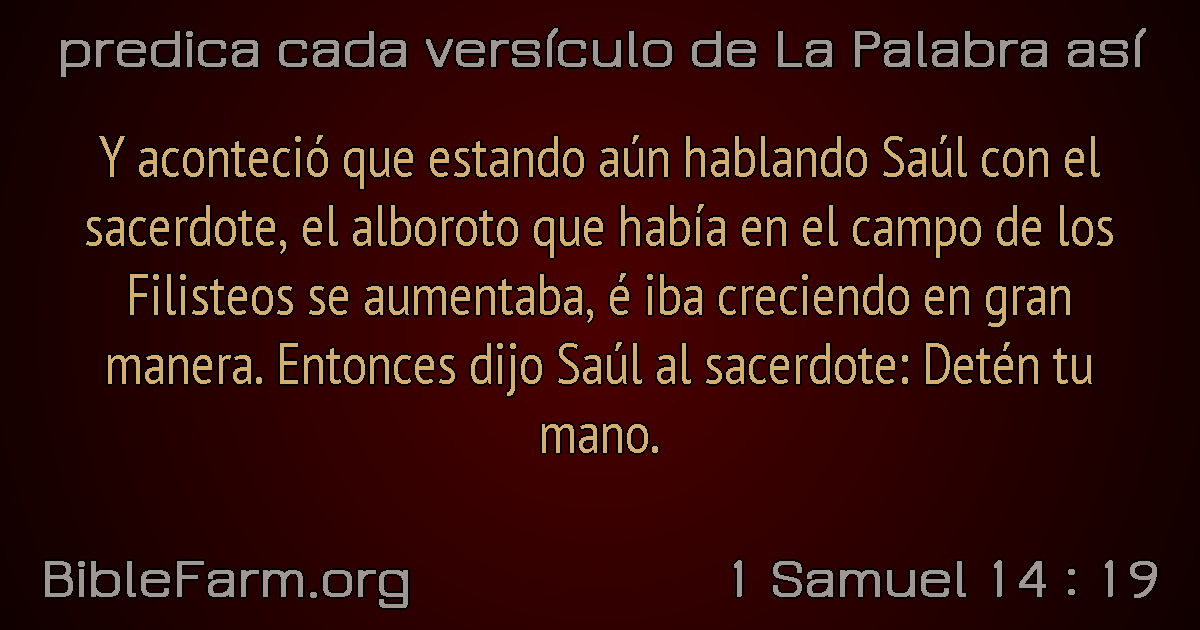 predica cada versículo de La Palabra así
Y aconteció que estando aún hablando Saúl con el
sacerdote, el alboroto que había en el campo de los
Filisteos se aumentaba, é iba creciendo en gran
manera. Entonces dijo Saúl al sacerdote: Detén tu
mano.
BibleFarm.org
1 Samuel 14 : 19